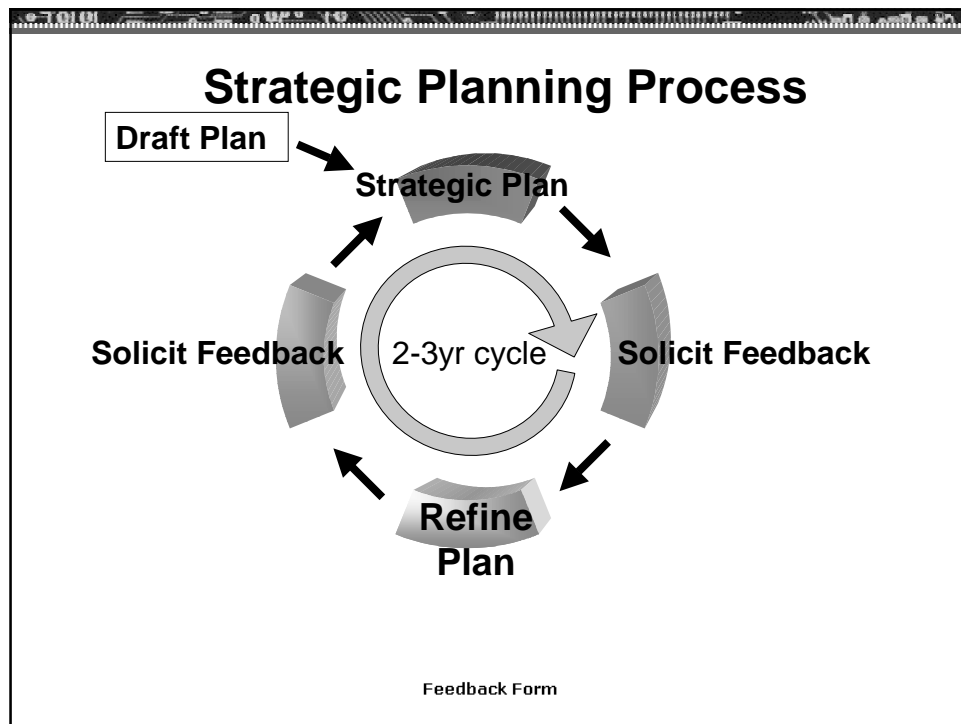 Strategic Planning Process
Draft Plan
Strategic Plan
Solicit Feedback
2-3yr cycle
Solicit Feedback
Refine
Plan
Feedback Form